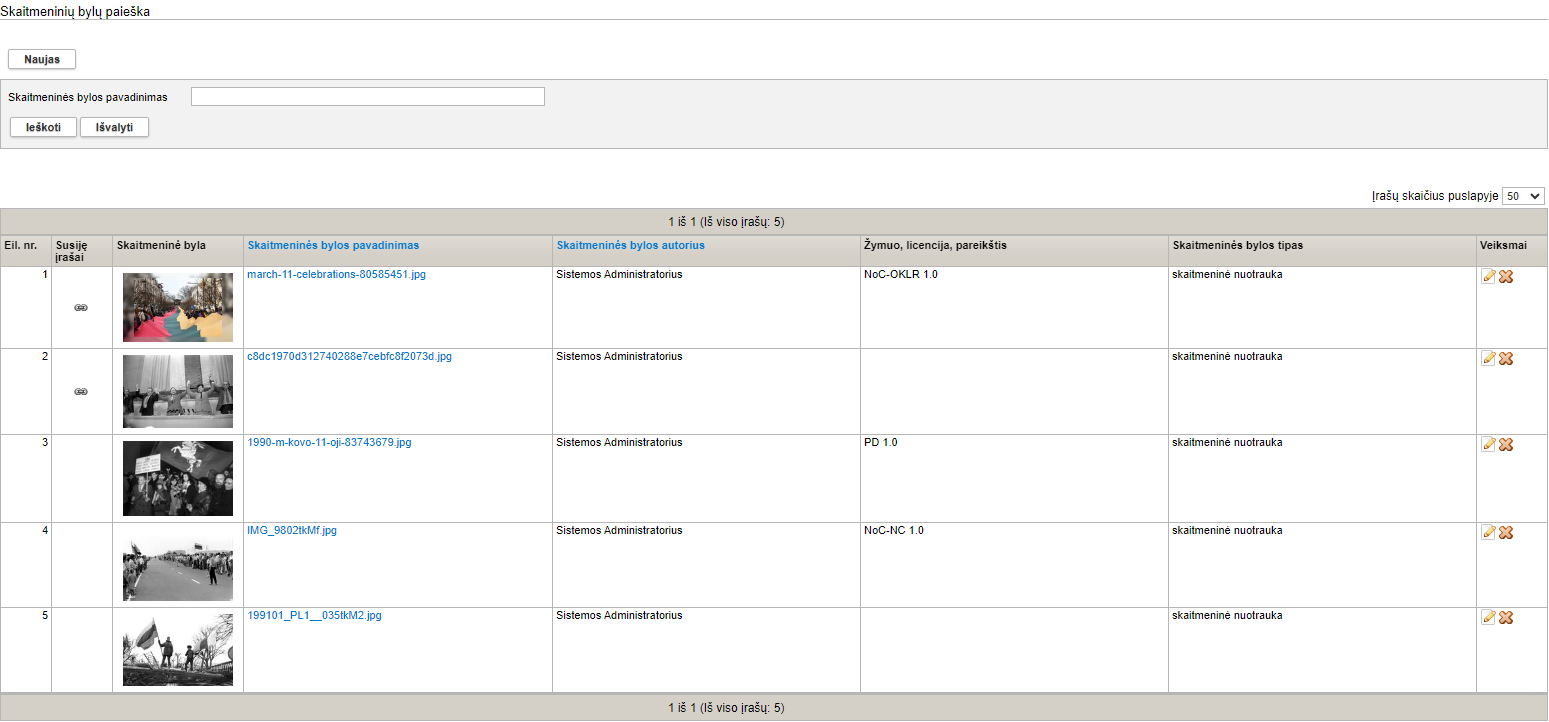 Skaitmeninių bylų paieška
Naujas
Skaitmeninės bylos pavadinimas
Ieškoti Išvalyti
Įrašų skaičius puslapyje 50
1 iš 1 (Iš viso įrašų: 5)
Eil. nr. Susiję įrašai Skaitmeninė byla Skaitmeninės bylos pavadinimas Skaitmeninės bylos autorius Žymuo, licencija, pareikštis Skaitmeninės bylos tipas Veiksmai
1 march-11-celebrations-80585451.jpg Sistemos Administratorius NoC-OKLR 1.0 skaitmeninė nuotrauka
2 c8dc1970d312740288e7cebfc8f2073d.jpg Sistemos Administratorius skaitmeninė nuotrauka
3 1990-m-kovo-11-oji-83743679.jpg Sistemos Administratorius PD 1.0 skaitmeninė nuotrauka
4 IMG_9802tkMf.jpg Sistemos Administratorius NoC-NC 1.0 skaitmeninė nuotrauka
5 199101_PL1__035tkM2.jpg Sistemos Administratorius skaitmeninė nuotrauka
1 iš 1 (Iš viso įrašų: 5)